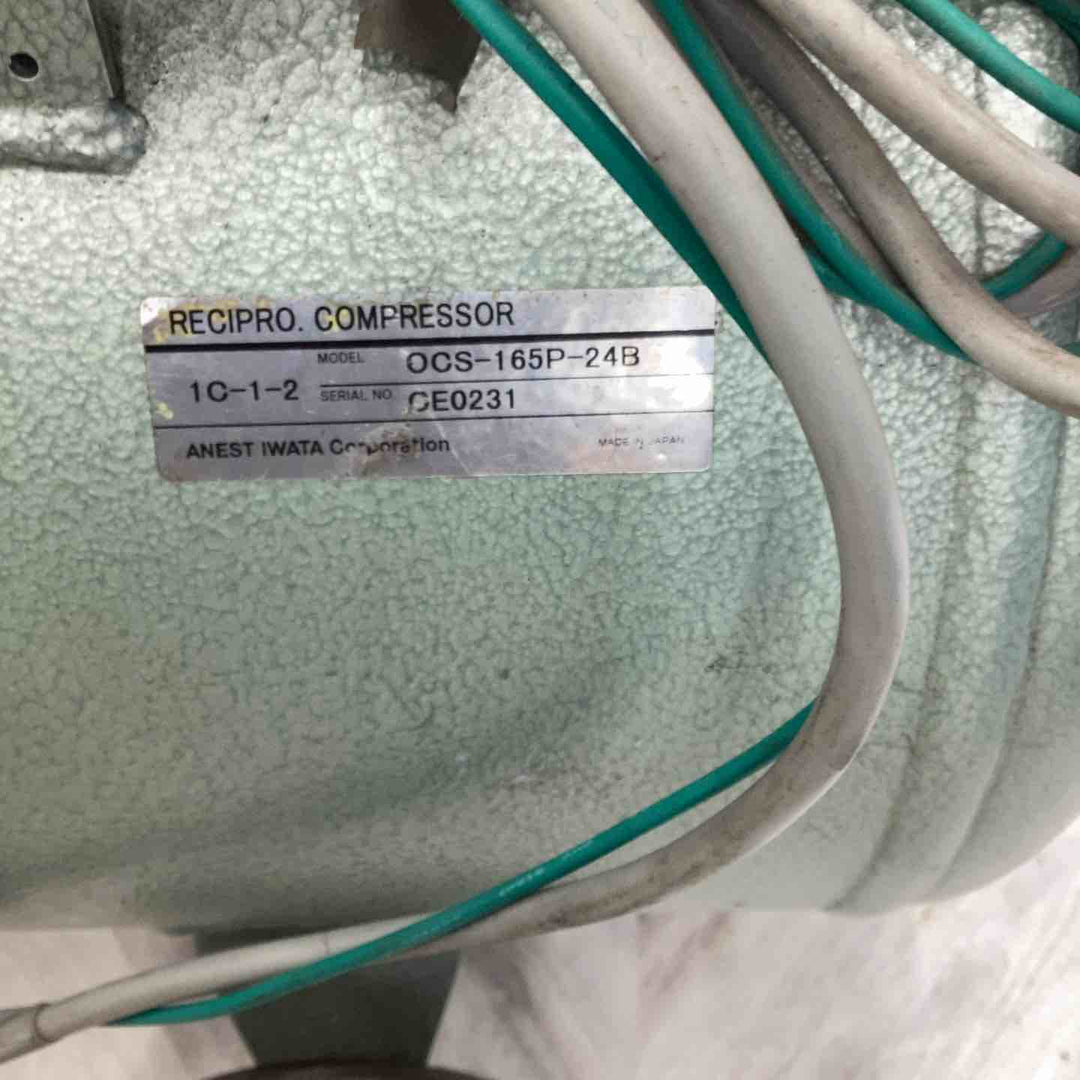 RECIPRO. COMPRESSOR
MODEL OCS-165P-24B
1C-1-2 SERIAL NO. CE0231
ANEST IWATA Corporation MADE IN JAPAN